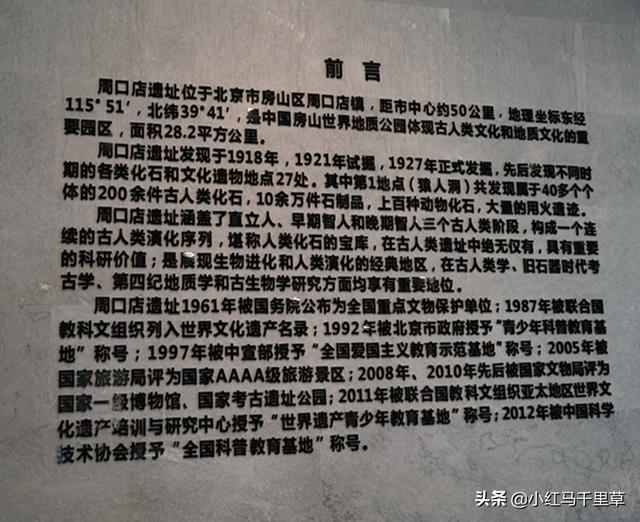 前言
周口店遗址位于北京市房山区周口店镇，距市中心约50公里，地理坐标东经
115°51′，北纬39°41′，是中国房山世界地质公园体现古人类文化和地质文化的重
要园区，面积28.2平方公里。
周口店遗址发现于1918年，1921年试掘，1927年正式发掘，先后发现不同时
期的各类化石和文化遗物地点27处。其中第1地点（猿人洞）共发现属于40多个个
体的200余件古人类化石，10余万件石制品，上百种动物化石，大量的用火遗迹。
周口店遗址涵盖了直立人、早期智人和晚期智人三个古人类阶段，构成一个连
续的古人类演化序列，堪称人类化石的宝库，在古人类遗址中绝无仅有，具有重要
的科研价值；是展现生物进化和人类演化的经典地区，在古人类学、旧石器时代考
古学、第四纪地质学和古生物学研究方面均享有重要地位。
周口店遗址1961年被国务院公布为全国重点文物保护单位；1987年被联合国
教科文组织列入世界文化遗产名录；1992年被北京市政府授予“青少年科普教育基
地”称号；1997年被中宣部授予“全国爱国主义教育示范基地”称号；2005年被
国家旅游局评为国家AAAA级旅游景区；2008年、2010年先后被国家文物局评为
国家一级博物馆、国家考古遗址公园；2011年被联合国教科文组织亚太地区世界文
化遗产培训与研究中心授予“世界遗产青少年教育基地”称号；2012年被中国科学
技术协会授予“全国科普教育基地”称号。
头条 @小红马千里草